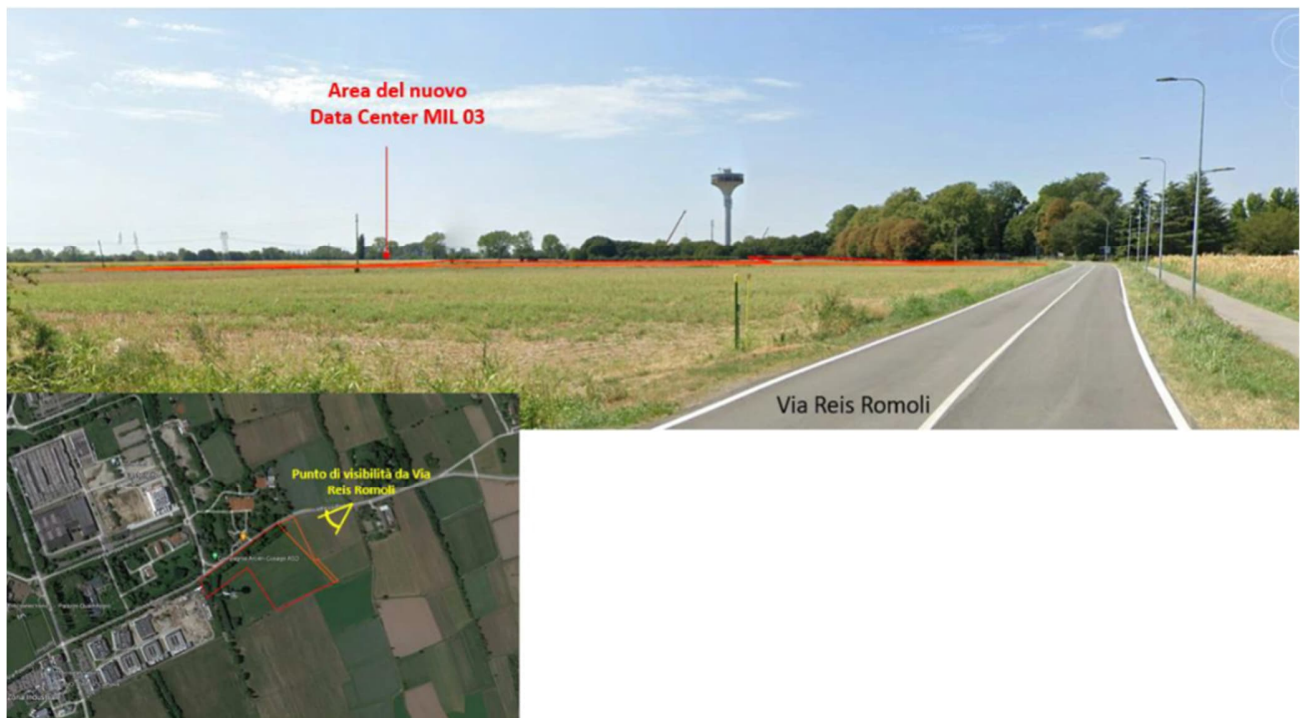 Area del nuovo
Data Center MIL 03
Via Reis Romoli
Punto di visibilità da Via
Reis Romoli